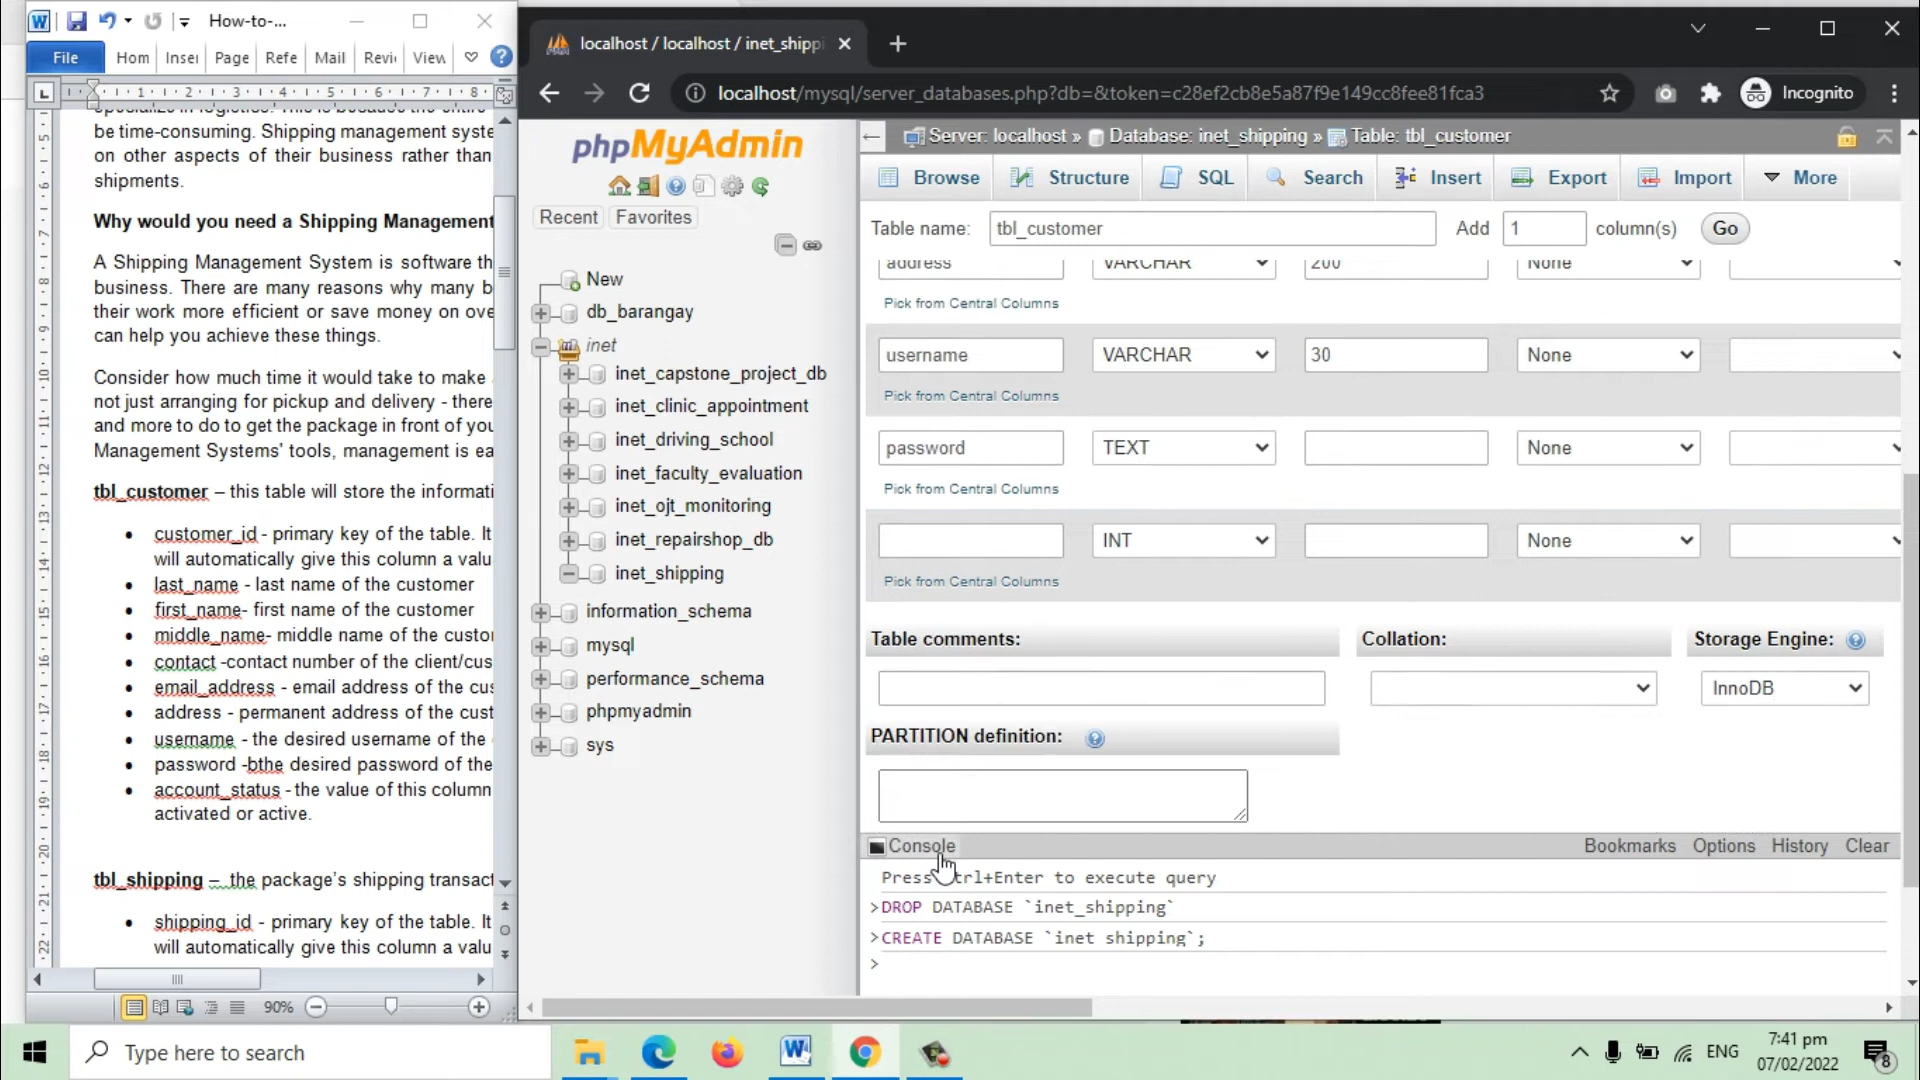 How-to-...
File Hom Inser Page Refe Mail Revi View
be time-consuming. Shipping management syste
on other aspects of their business rather than
shipments.
Why would you need a Shipping Management
A Shipping Management System is software th
business. There are many reasons why many b
their work more efficient or save money on ove
can help you achieve these things.
Consider how much time it would take to make
not just arranging for pickup and delivery - there
and more to do to get the package in front of you
Management Systems' tools, management is ea
tbl_customer – this table will store the informati
• customer_id - primary key of the table. It
will automatically give this column a valu
• last_name - last name of the customer
• first_name- first name of the customer
• middle_name- middle name of the custo
• contact -contact number of the client/cus
• email_address - email address of the cus
• address - permanent address of the cust
• username - the desired username of the
• password -bthe desired password of the
• account_status - the value of this column
activated or active.
tbl_shipping – the package's shipping transact
• shipping_id - primary key of the table. It
will automatically give this column a valu
90%
localhost / localhost / inet_shippi
localhost/mysql/server_databases.php?db=&token=c28ef2cb8e5a87f9e149cc8fee81fca3
Incognito
phpMyAdmin
Recent Favorites
New
db_barangay
inet
inet_capstone_project_db
inet_clinic_appointment
inet_driving_school
inet_faculty_evaluation
inet_ojt_monitoring
inet_repairshop_db
inet_shipping
information_schema
mysql
performance_schema
phpmyadmin
sys
Server: localhost » Database: inet_shipping » Table: tbl_customer
Browse Structure SQL Search Insert Export Import More
Table name: tbl_customer Add 1 column(s) Go
address VARCHAR 200 None
Pick from Central Columns
username VARCHAR 30 None
Pick from Central Columns
password TEXT None
Pick from Central Columns
INT None
Pick from Central Columns
Table comments: Collation: Storage Engine:
InnoDB
PARTITION definition:
Console Bookmarks Options History Clear
Press Ctrl+Enter to execute query
>DROP DATABASE `inet_shipping`
>CREATE DATABASE `inet_shipping`;
>
Type here to search
ENG
7:41 pm
07/02/2022
8